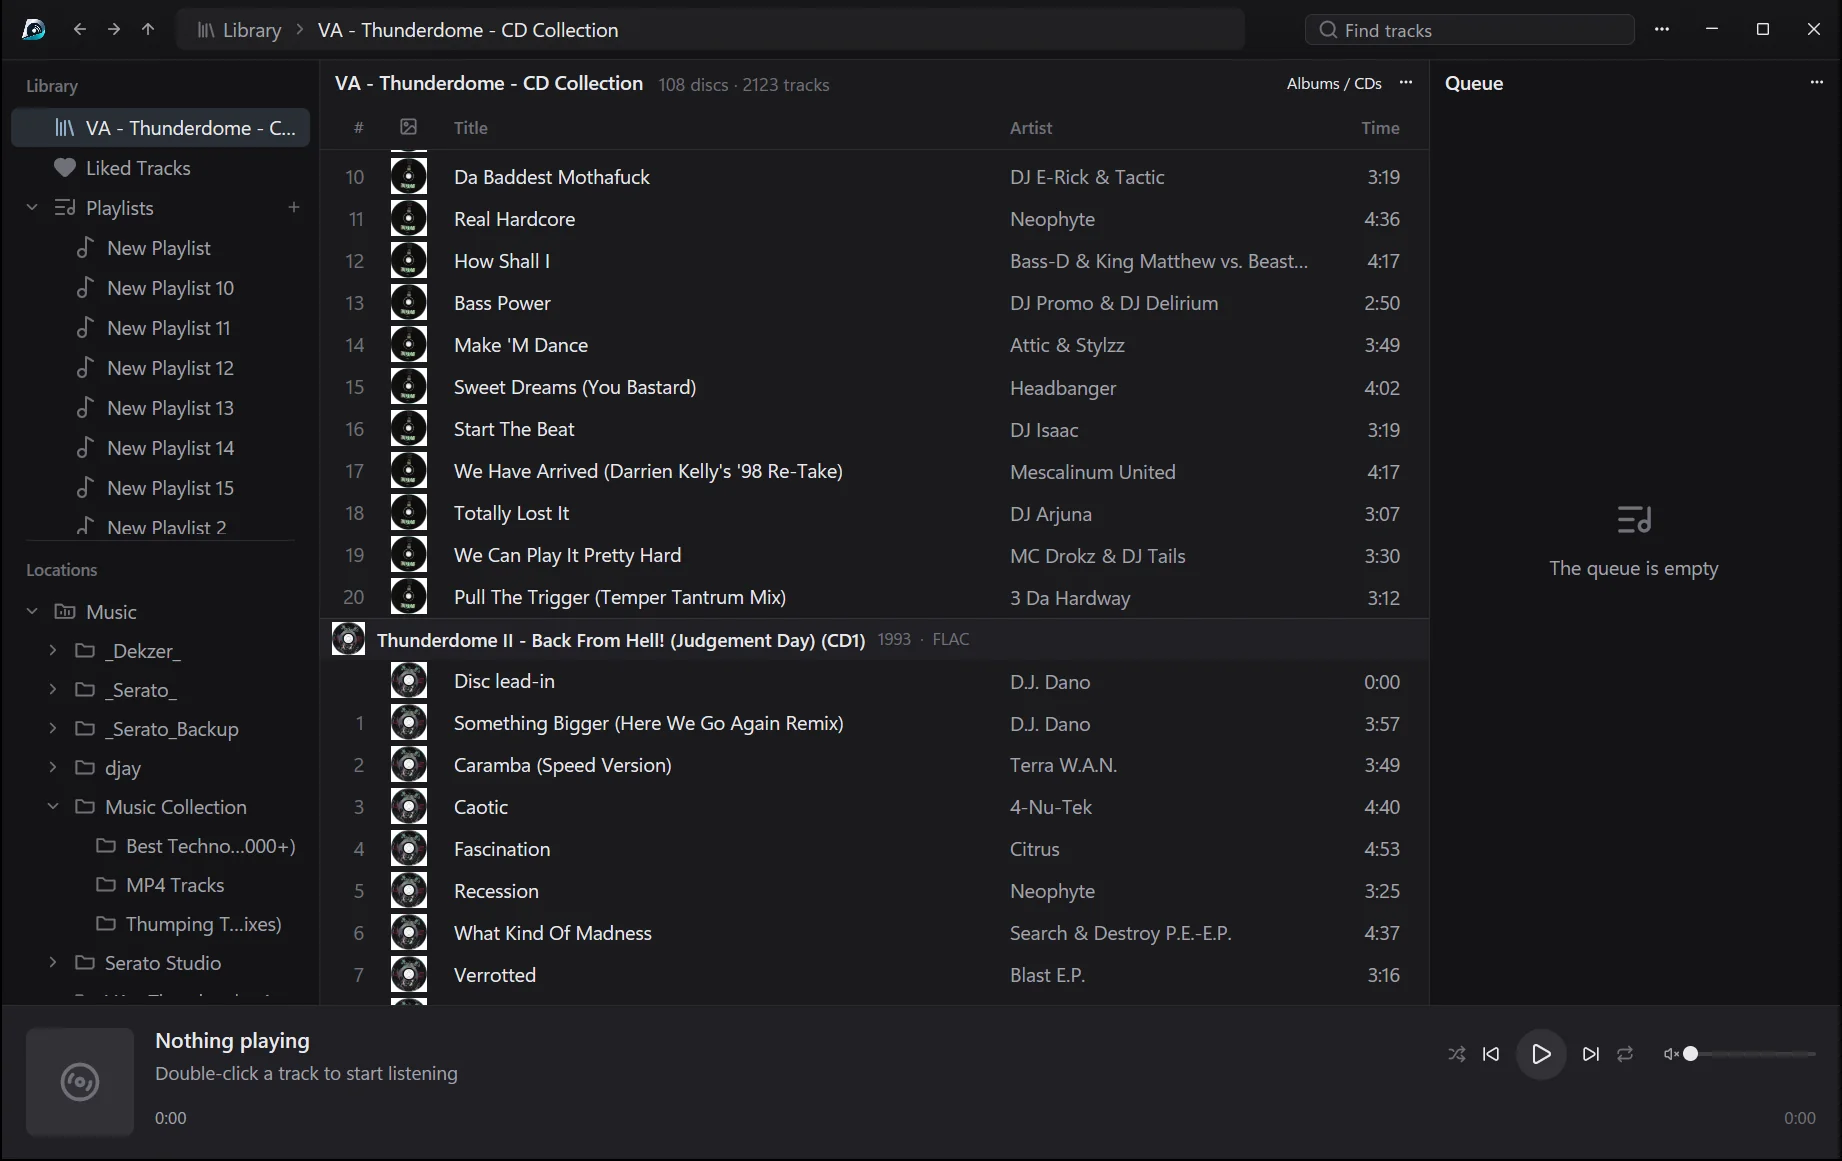 Library > VA - Thunderdome - CD Collection
Find tracks
Library
VA - Thunderdome - C...
Liked Tracks
Playlists
New Playlist
New Playlist 10
New Playlist 11
New Playlist 12
New Playlist 13
New Playlist 14
New Playlist 15
New Playlist 2
Locations
Music
_Dekzer_
_Serato_
_Serato_Backup
djay
Music Collection
Best Techno...000+)
MP4 Tracks
Thumping T...ixes)
Serato Studio
VA - Thunderdome - CD Collection 108 discs · 2123 tracks Albums / CDs
# Title Artist Time
10 Da Baddest Mothafuck DJ E-Rick & Tactic 3:19
11 Real Hardcore Neophyte 4:36
12 How Shall I Bass-D & King Matthew vs. Beast... 4:17
13 Bass Power DJ Promo & DJ Delirium 2:50
14 Make 'M Dance Attic & Stylzz 3:49
15 Sweet Dreams (You Bastard) Headbanger 4:02
16 Start The Beat DJ Isaac 3:19
17 We Have Arrived (Darrien Kelly's '98 Re-Take) Mescalinum United 4:17
18 Totally Lost It DJ Arjuna 3:07
19 We Can Play It Pretty Hard MC Drokz & DJ Tails 3:30
20 Pull The Trigger (Temper Tantrum Mix) 3 Da Hardway 3:12
Thunderdome II - Back From Hell! (Judgement Day) (CD1) 1993 · FLAC
Disc lead-in D.J. Dano 0:00
1 Something Bigger (Here We Go Again Remix) D.J. Dano 3:57
2 Caramba (Speed Version) Terra W.A.N. 3:49
3 Caotic 4-Nu-Tek 4:40
4 Fascination Citrus 4:53
5 Recession Neophyte 3:25
6 What Kind Of Madness Search & Destroy P.E.-E.P. 4:37
7 Verrotted Blast E.P. 3:16
Queue
The queue is empty
Nothing playing
Double-click a track to start listening
0:00
0:00